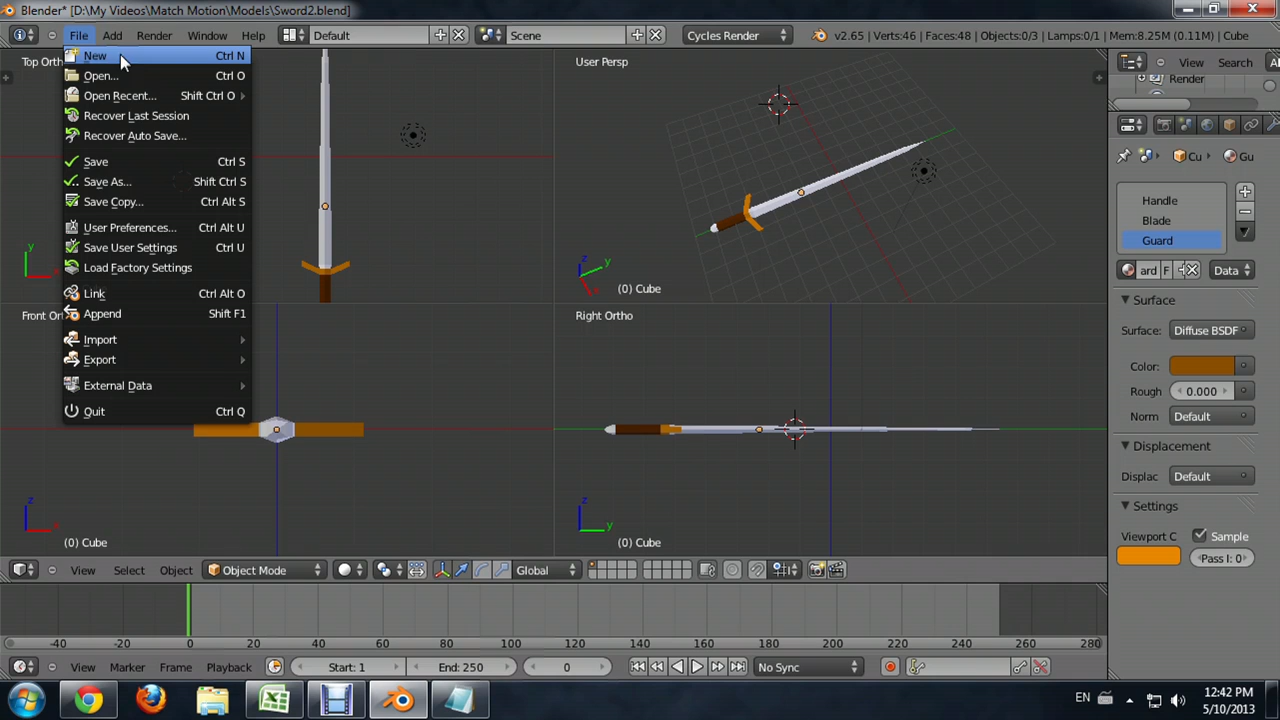 Blender* [D:\My Videos\Match Motion\Models\Sword2.blend]
File Add Render Window Help Default Scene Cycles Render v2.65 | Verts:46 | Faces:48 | Objects:0/3 | Lamps:0/1 | Mem:8.25M (0.11M) | Cube
New Ctrl N
Open... Ctrl O
Open Recent... Shift Ctrl O
Recover Last Session
Recover Auto Save...
Save Ctrl S
Save As... Shift Ctrl S
Save Copy... Ctrl Alt S
User Preferences... Ctrl Alt U
Save User Settings Ctrl U
Load Factory Settings
Link Ctrl Alt O
Append Shift F1
Import
Export
External Data
Quit Ctrl Q
Top Ortho
y
User Persp
z
y
x
(0) Cube
Front Ort
z
x
(0) Cube
Right Ortho
z
y
(0) Cube
View Search Al
Render
Cu Gu
Handle
Blade
Guard
ard F Data
Surface
Surface: Diffuse BSDF
Color:
Rough 0.000
Norm Default
Displacement
Displac Default
Settings
Viewport C Sample
Pass I: 0
View Select Object Object Mode Global
-40 -20 0 20 40 60 80 100 120 140 160 180 200 220 240 260 280
View Marker Frame Playback Start: 1 End: 250 0 No Sync
EN 12:42 PM
5/10/2013